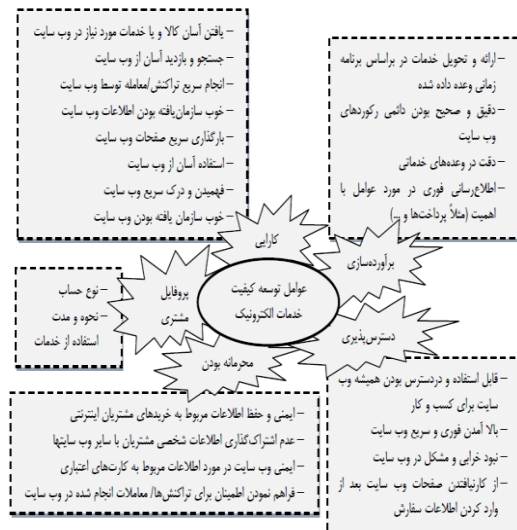 – یافتن آسان کالا و یا خدمات مورد نیاز در وب سایت
– جستجو و بازدید آسان از وب سایت
– انجام سریع تراکنش/معامله توسط وب سایت
– خوب سازمان‌یافته بودن اطلاعات وب سایت
– بارگذاری سریع صفحات وب سایت
– استفاده آسان از وب سایت
– فهمیدن و درک سریع وب سایت
– خوب سازمان یافته بودن وب سایت
– ارائه و تحویل خدمات در براساس برنامه
زمانی وعده داده شده
– دقیق و صحیح بودن دائمی رکوردهای
وب سایت
– دقت در وعده‌های خدماتی
– اطلاع‌رسانی فوری در مورد عوامل با
اهمیت (مثلاً پرداخت‌ها و ...)
کارایی
برآورده‌سازی
پروفایل
مشتری
عوامل توسعه کیفیت
خدمات الکترونیک
دسترس‌پذیری
محرمانه بودن
– نوع حساب
– نحوه و مدت
استفاده از خدمات
– قابل استفاده و دردسترس بودن همیشه وب
سایت برای کسب و کار
– بالا آمدن فوری و سریع وب سایت
– نبود خرابی و مشکل در وب سایت
– از کارنیافتدن صفحات وب سایت بعد از
وارد کردن اطلاعات سفارش
– ایمنی و حفظ اطلاعات مربوط به خریدهای مشتریان اینترنتی
– عدم اشتراک‌گذاری اطلاعات شخصی مشتریان با سایر وب سایتها
– ایمنی وب سایت در مورد اطلاعات مربوط به کارت‌های اعتباری
– فراهم نمودن اطمینان برای تراکنش‌ها/ معاملات انجام شده در وب سایت